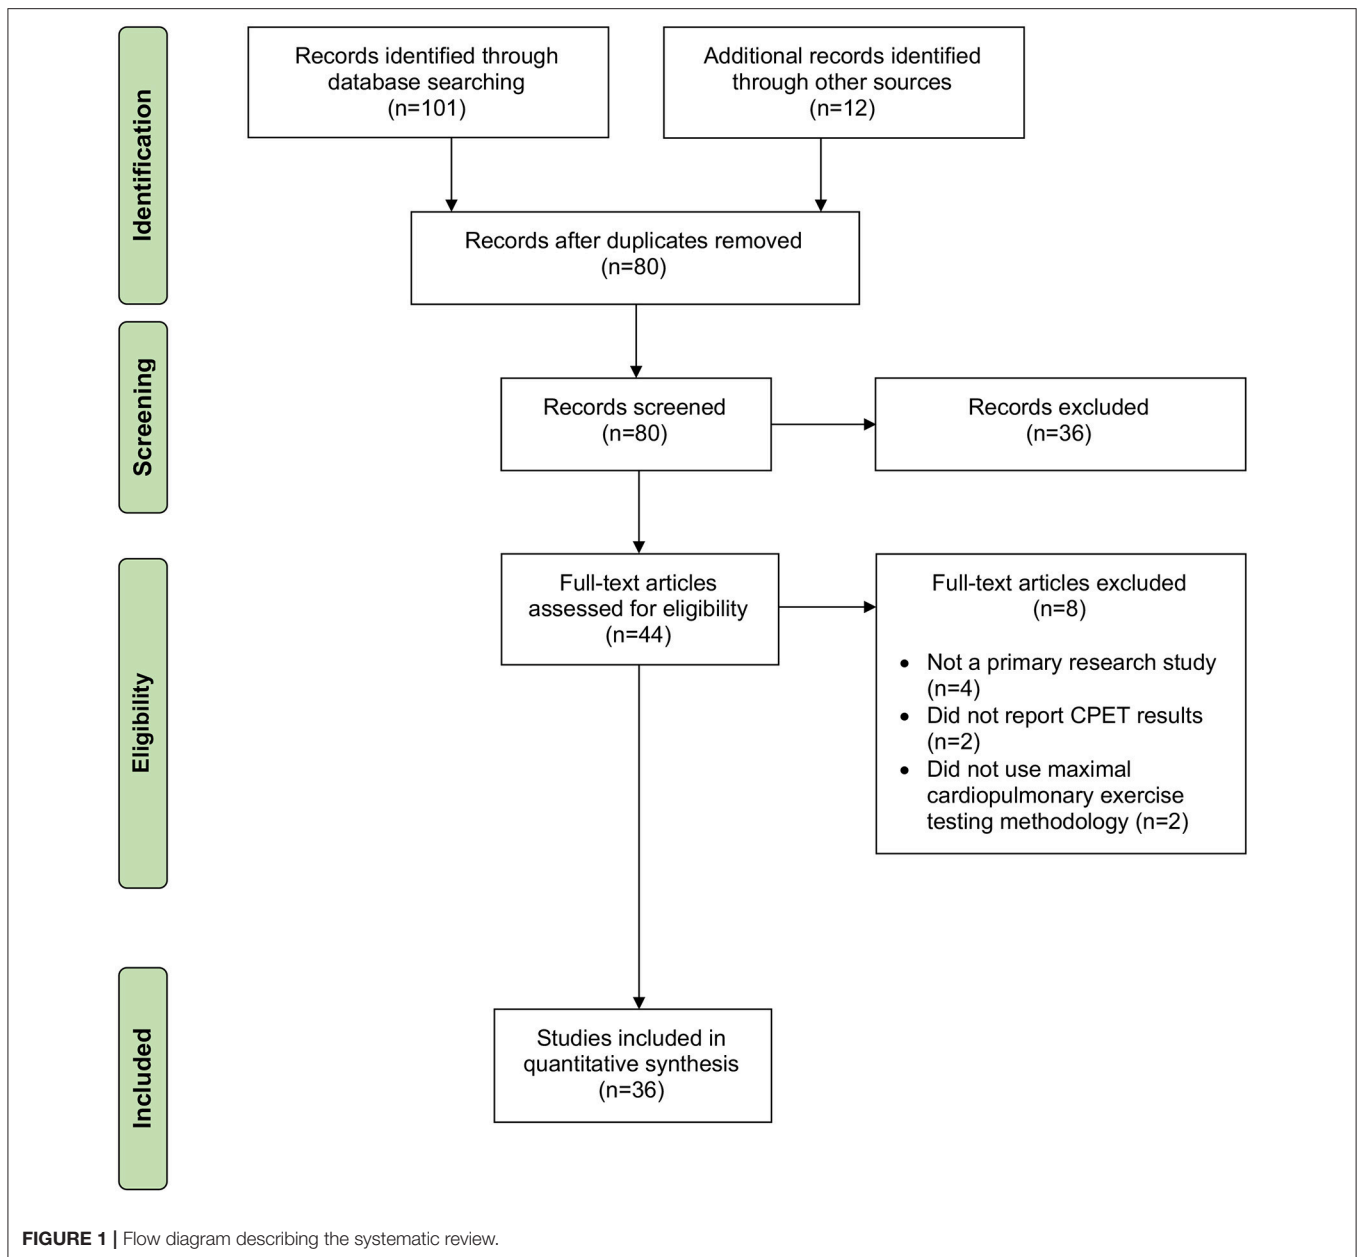 Identification
Records identified through
database searching
(n=101)
Additional records identified
through other sources
(n=12)
Records after duplicates removed
(n=80)
Screening
Records screened
(n=80)
Records excluded
(n=36)
Eligibility
Full-text articles
assessed for eligibility
(n=44)
Full-text articles excluded
(n=8)
• Not a primary research study
(n=4)
• Did not report CPET results
(n=2)
• Did not use maximal
cardiopulmonary exercise
testing methodology (n=2)
Included
Studies included in
quantitative synthesis
(n=36)
FIGURE 1 | Flow diagram describing the systematic review.